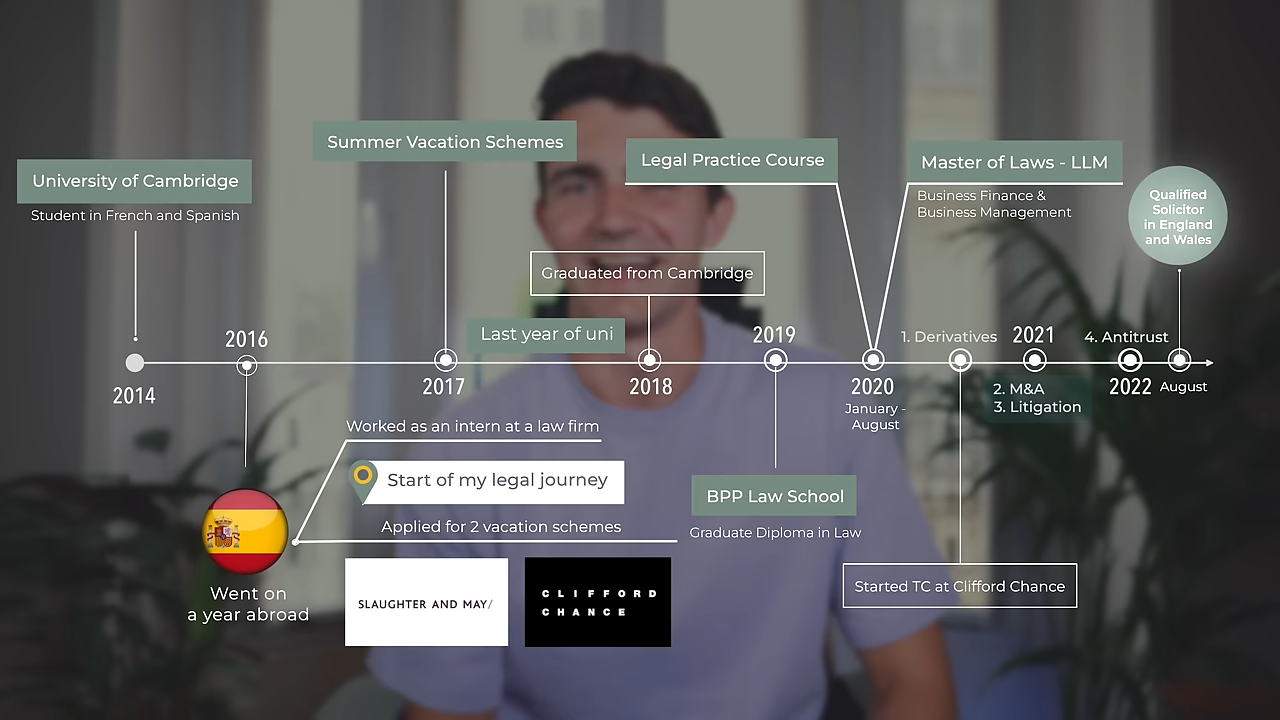 University of Cambridge
Student in French and Spanish
2014
2016
Went on
a year abroad
Worked as an intern at a law firm
Start of my legal journey
Applied for 2 vacation schemes
SLAUGHTER AND MAY/
CLIFFORD
CHANCE
Summer Vacation Schemes
2017
Last year of uni
Graduated from Cambridge
2018
2019
BPP Law School
Graduate Diploma in Law
Legal Practice Course
Master of Laws - LLM
Business Finance &
Business Management
2020
January -
August
1. Derivatives
Started TC at Clifford Chance
2021
2. M&A
3. Litigation
4. Antitrust
2022
August
Qualified
Solicitor
in England
and Wales